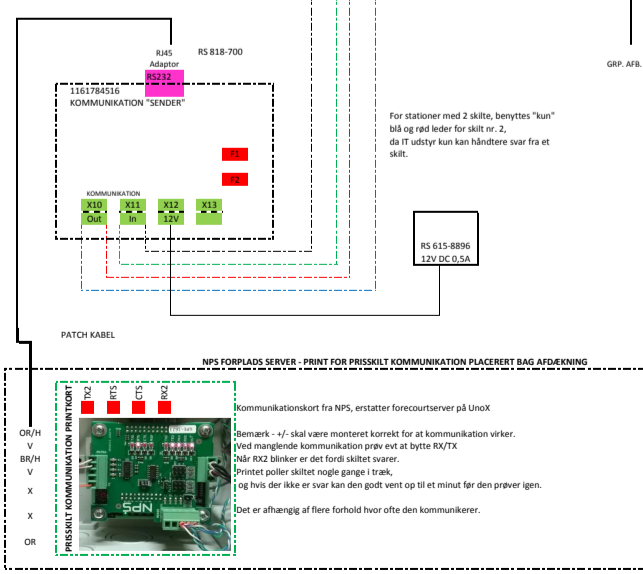 RJ45
Adaptor
RS 818-700
GRP. AFB.
RS232
1161784516
KOMMUNIKATION "SENDER"
For stationer med 2 skilte, benyttes "kun"
blå og rød leder for skilt nr. 2,
da IT udstyr kun kan håndtere svar fra et
skilt.
F1
F2
KOMMUNIKATION
X10 X11 X12 X13
Out In 12V
RS 615-8896
12V DC 0,5A
PATCH KABEL
NPS FORPLADS SERVER - PRINT FOR PRISSKILT KOMMUNIKATION PLACERERT BAG AFDÆKNING
PRISSKILT KOMMUNIKATION PRINTKORT
TX2 RTS CTS RX2
Kommunikationskort fra NPS, erstatter forecourtserver på UnoX
OR/H
V
BR/H
V
X
X
OR
Bemærk - +/- skal være monteret korrekt for at kommunikation virker.
Ved manglende kommunikation prøv evt at bytte RX/TX
Når RX2 blinker er det fordi skiltet svarer.
Printet poller skiltet nogle gange i træk,
og hvis der ikke er svar kan den godt vent op til et minut før den prøver igen.
Det er afhængig af flere forhold hvor ofte den kommunikerer.
NPS